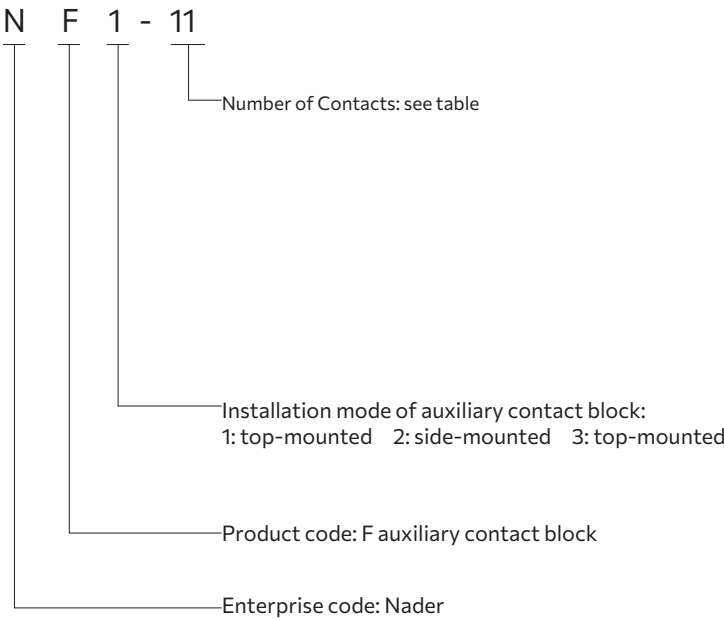 N F 1 - 11
Number of Contacts: see table
Installation mode of auxiliary contact block:
1: top-mounted 2: side-mounted 3: top-mounted
Product code: F auxiliary contact block
Enterprise code: Nader